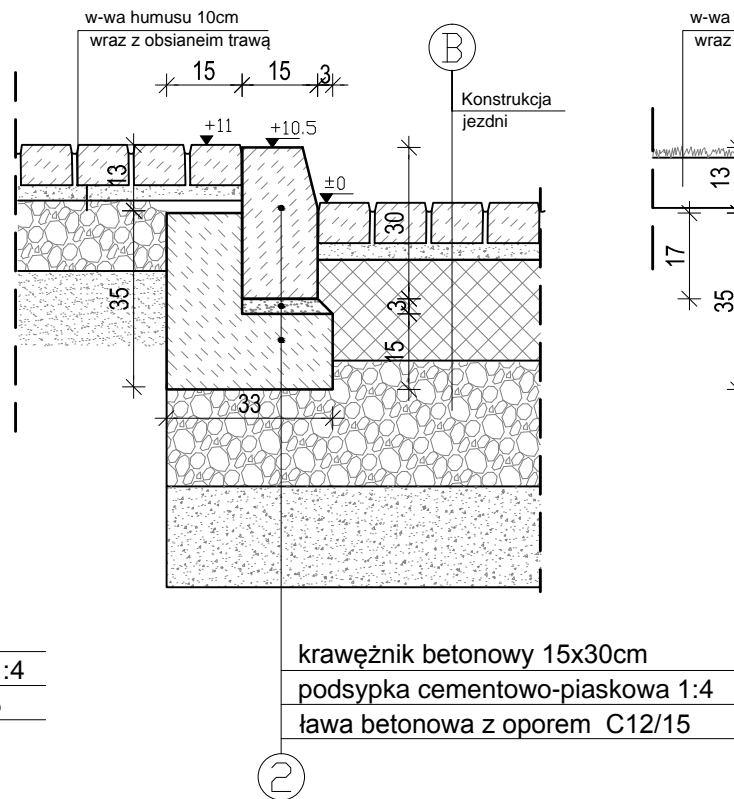 w-wa humusu 10cm
wraz z obsianeim trawą
w-wa
wraz
15 15 3
B
Konstrukcja
jezdni
+11
+10.5
±0
13
35
30
3
15
33
13
17
35
:4
krawężnik betonowy 15x30cm
podsypka cementowo-piaskowa 1:4
ława betonowa z oporem C12/15
2